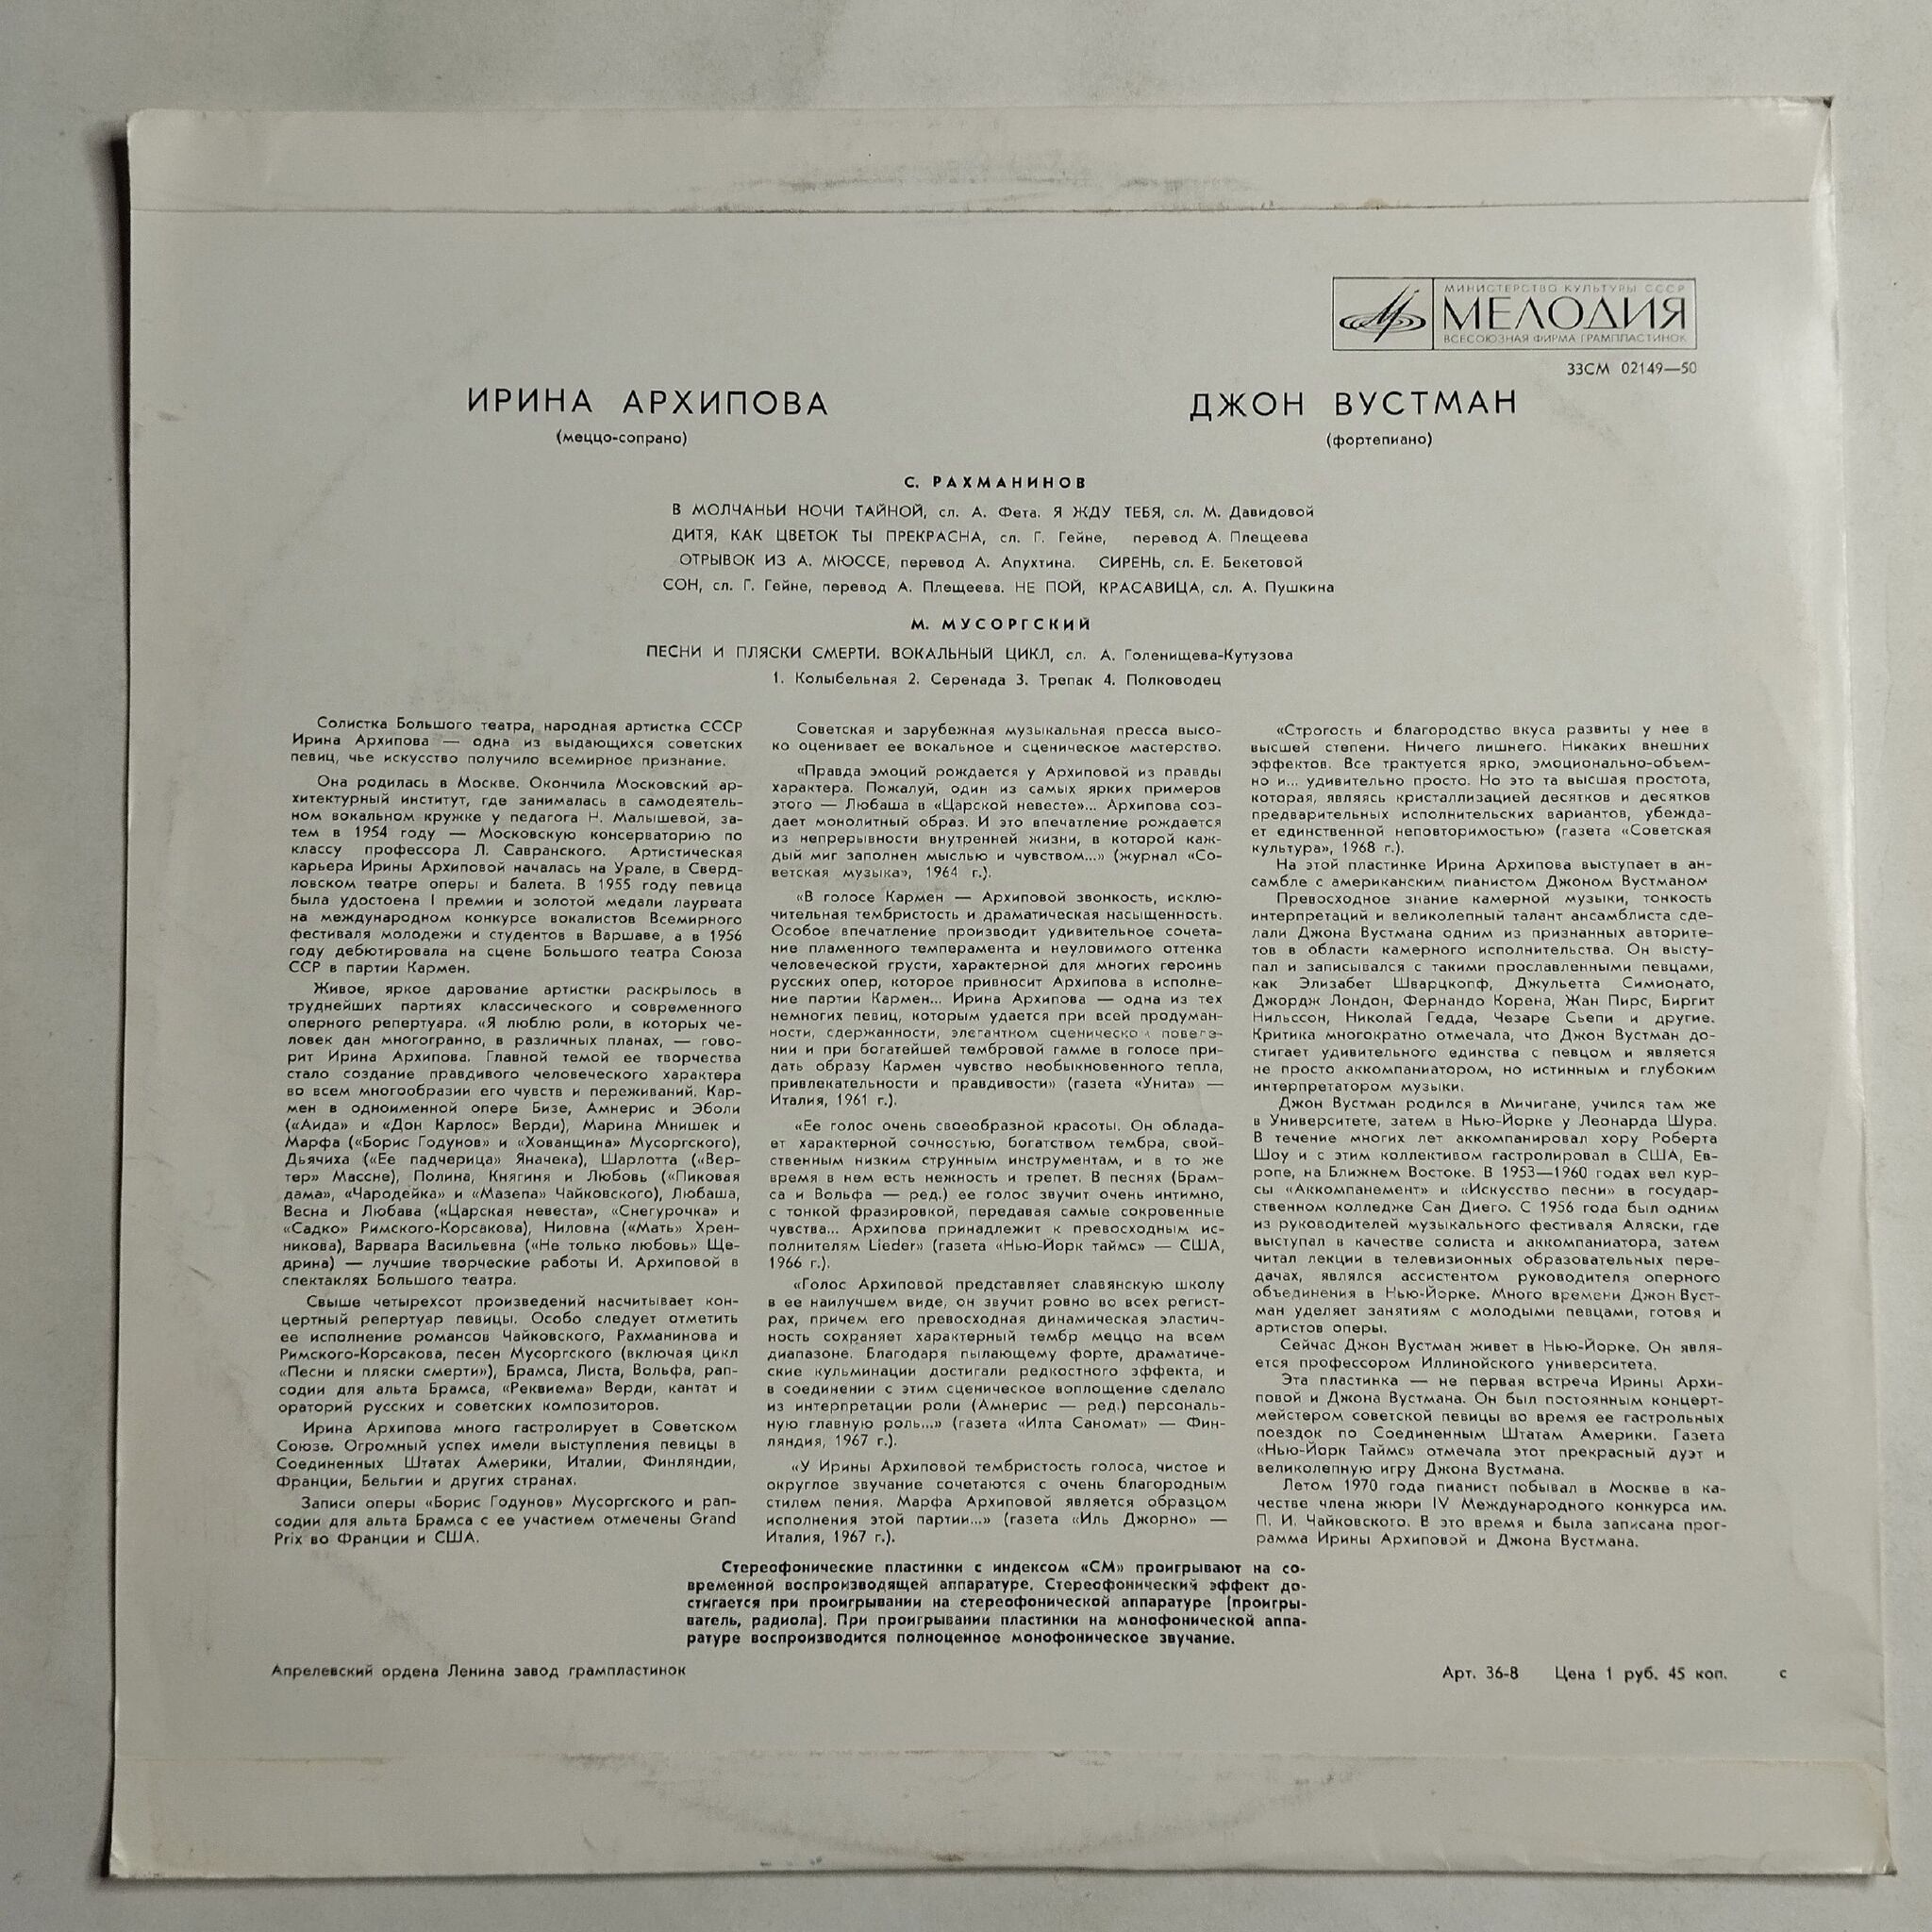 МИНИСТЕРСТВО КУЛЬТУРЫ СССР
МЕЛОДИЯ
ВСЕСОЮЗНАЯ ФИРМА ГРАМПЛАСТИНОК
33СМ 02149—50
ИРИНА АРХИПОВА
(меццо-сопрано)
ДЖОН ВУСТМАН
(фортепиано)
С. РАХМАНИНОВ
В МОЛЧАНЬИ НОЧИ ТАЙНОЙ, сл. А. Фета. Я ЖДУ ТЕБЯ, сл. М. Давидовой
ДИТЯ, КАК ЦВЕТОК ТЫ ПРЕКРАСНА, сл. Г. Гейне, перевод А. Плещеева
ОТРЫВОК ИЗ А. МЮССЕ, перевод А. Апухтина. СИРЕНЬ, сл. Е. Бекетовой
СОН, сл. Г. Гейне, перевод А. Плещеева. НЕ ПОЙ, КРАСАВИЦА, сл. А. Пушкина
М. МУСОРГСКИЙ
ПЕСНИ И ПЛЯСКИ СМЕРТИ. ВОКАЛЬНЫЙ ЦИКЛ, сл. А. Голенищева-Кутузова
1. Колыбельная 2. Серенада 3. Трепак 4. Полководец
Солистка Большого театра, народная артистка СССР
Ирина Архипова — одна из выдающихся советских
певиц, чье искусство получило всемирное признание.
Она родилась в Москве. Окончила Московский ар-
хитектурный институт, где занималась в самодеятель-
ном вокальном кружке у педагога Н. Малышевой, за-
тем в 1954 году — Московскую консерваторию по
классу профессора Л. Савранского. Артистическая
карьера Ирины Архиповой началась на Урале, в Сверд-
ловском театре оперы и балета. В 1955 году певица
была удостоена I премии и золотой медали лауреата
на международном конкурсе вокалистов Всемирного
фестиваля молодежи и студентов в Варшаве, а в 1956
году дебютировала на сцене Большого театра Союза
ССР в партии Кармен.
Живое, яркое дарование артистки раскрылось в
труднейших партиях классического и современного
оперного репертуара. «Я люблю роли, в которых че-
ловек дан многогранно, в различных планах, — гово-
рит Ирина Архипова. Главной темой ее творчества
стало создание правдивого человеческого характера
во всем многообразии его чувств и переживаний. Кар-
мен в одноименной опере Бизе, Амнерис и Эболи
(«Аида» и «Дон Карлос» Верди), Марина Мнишек и
Марфа («Борис Годунов» и «Хованщина» Мусоргского),
Дьячиха («Ее падчерица» Яначека), Шарлотта («Вер-
тер» Массне), Полина, Княгиня и Любовь («Пиковая
дама», «Чародейка» и «Мазепа» Чайковского), Любаша,
Весна и Любава («Царская невеста», «Снегурочка» и
«Садко» Римского-Корсакова), Ниловна («Мать» Хрен-
никова), Варвара Васильевна («Не только любовь» Ще-
дрина) — лучшие творческие работы И. Архиповой в
спектаклях Большого театра.
Свыше четырехсот произведений насчитывает кон-
цертный репертуар певицы. Особо следует отметить
ее исполнение романсов Чайковского, Рахманинова и
Римского-Корсакова, песен Мусоргского (включая цикл
«Песни и пляски смерти»), Брамса, Листа, Вольфа, рап-
содии для альта Брамса, «Реквиема» Верди, кантат и
ораторий русских и советских композиторов.
Ирина Архипова много гастролирует в Советском
Союзе. Огромный успех имели выступления певицы в
Соединенных Штатах Америки, Италии, Финляндии,
Франции, Бельгии и других странах.
Записи оперы «Борис Годунов» Мусоргского и рап-
содии для альта Брамса с ее участием отмечены Grand
Prix во Франции и США.
Советская и зарубежная музыкальная пресса высо-
ко оценивает ее вокальное и сценическое мастерство.
«Правда эмоций рождается у Архиповой из правды
характера. Пожалуй, один из самых ярких примеров
этого — Любаша в «Царской невесте»... Архипова соз-
дает монолитный образ. И это впечатление рождается
из непрерывности внутренней жизни, в которой каж-
дый миг заполнен мыслью и чувством...» (журнал «Со-
ветская музыка», 1964 г.).
«В голосе Кармен — Архиповой звонкость, исклю-
чительная тембристость и драматическая насыщенность.
Особое впечатление производит удивительное сочета-
ние пламенного темперамента и неуловимого оттенка
человеческой грусти, характерной для многих героинь
русских опер, которое привносит Архипова в исполне-
ние партии Кармен... Ирина Архипова — одна из тех
немногих певиц, которым удается при всей продуман-
ности, сдержанности, элегантном сценическом поведе-
нии и при богатейшей тембровой гамме в голосе при-
дать образу Кармен чувство необыкновенного тепла,
привлекательности и правдивости» (газета «Унита» —
Италия, 1961 г.).
«Ее голос очень своеобразной красоты. Он облада-
ет характерной сочностью, богатством тембра, свой-
ственным низким струнным инструментам, и в то же
время в нем есть нежность и трепет. В песнях (Брам-
са и Вольфа — ред.) ее голос звучит очень интимно,
с тонкой фразировкой, передавая самые сокровенные
чувства... Архипова принадлежит к превосходным ис-
полнителям Lieder» (газета «Нью-Йорк таймс» — США,
1966 г.).
«Голос Архиповой представляет славянскую школу
в ее наилучшем виде, он звучит ровно во всех регист-
рах, причем его превосходная динамическая эластич-
ность сохраняет характерный тембр меццо на всем
диапазоне. Благодаря пылающему форте, драматиче-
ские кульминации достигали редкостного эффекта, и
в соединении с этим сценическое воплощение сделало
из интерпретации роли (Амнерис — ред.) персональ-
ную главную роль...» (газета «Илта Саномат» — Фин-
ляндия, 1967 г.).
«У Ирины Архиповой тембристость голоса, чистое и
округлое звучание сочетаются с очень благородным
стилем пения. Марфа Архиповой является образцом
исполнения этой партии...» (газета «Иль Джорно» —
Италия, 1967 г.).
«Строгость и благородство вкуса развиты у нее в
высшей степени. Ничего лишнего. Никаких внешних
эффектов. Все трактуется ярко, эмоционально-объем-
но и... удивительно просто. Но это та высшая простота,
которая, являясь кристаллизацией десятков и десятков
предварительных исполнительских вариантов, убежда-
ет единственной неповторимостью» (газета «Советская
культура», 1968 г.).
На этой пластинке Ирина Архипова выступает в ан-
самбле с американским пианистом Джоном Вустманом
Превосходное знание камерной музыки, тонкость
интерпретаций и великолепный талант ансамблиста сде-
лали Джона Вустмана одним из признанных авторите-
тов в области камерного исполнительства. Он высту-
пал и записывался с такими прославленными певцами,
как Элизабет Шварцкопф, Джульетта Симионато,
Джордж Лондон, Фернандо Корена, Жан Пирс, Биргит
Нильссон, Николай Гедда, Чезаре Сьепи и другие.
Критика многократно отмечала, что Джон Вустман до-
стигает удивительного единства с певцом и является
не просто аккомпаниатором, но истинным и глубоким
интерпретатором музыки.
Джон Вустман родился в Мичигане, учился там же
в Университете, затем в Нью-Йорке у Леонарда Шура.
В течение многих лет аккомпанировал хору Роберта
Шоу и с этим коллективом гастролировал в США, Ев-
ропе, на Ближнем Востоке. В 1953—1960 годах вел кур-
сы «Аккомпанемент» и «Искусство песни» в государ-
ственном колледже Сан Диего. С 1956 года был одним
из руководителей музыкального фестиваля Аляски, где
выступал в качестве солиста и аккомпаниатора, затем
читал лекции в телевизионных образовательных пере-
дачах, являлся ассистентом руководителя оперного
объединения в Нью-Йорке. Много времени Джон Вуст-
ман уделяет занятиям с молодыми певцами, готовя и
артистов оперы.
Сейчас Джон Вустман живет в Нью-Йорке. Он явля-
ется профессором Иллинойского университета.
Эта пластинка — не первая встреча Ирины Архи-
повой и Джона Вустмана. Он был постоянным концерт-
мейстером советской певицы во время ее гастрольных
поездок по Соединенным Штатам Америки. Газета
«Нью-Йорк Таймс» отмечала этот прекрасный дуэт и
великолепную игру Джона Вустмана.
Летом 1970 года пианист побывал в Москве в ка-
честве члена жюри IV Международного конкурса им.
П. И. Чайковского. В это время и была записана прог-
рамма Ирины Архиповой и Джона Вустмана.
Стереофонические пластинки с индексом «СМ» проигрывают на со-
временной воспроизводящей аппаратуре. Стереофонический эффект до-
стигается при проигрывании на стереофонической аппаратуре (проигры-
ватель, радиола). При проигрывании пластинки на монофонической аппа-
ратуре воспроизводится полноценное монофоническое звучание.
Апрелевский ордена Ленина завод грампластинок
Арт. 36-8 Цена 1 руб. 45 коп. с